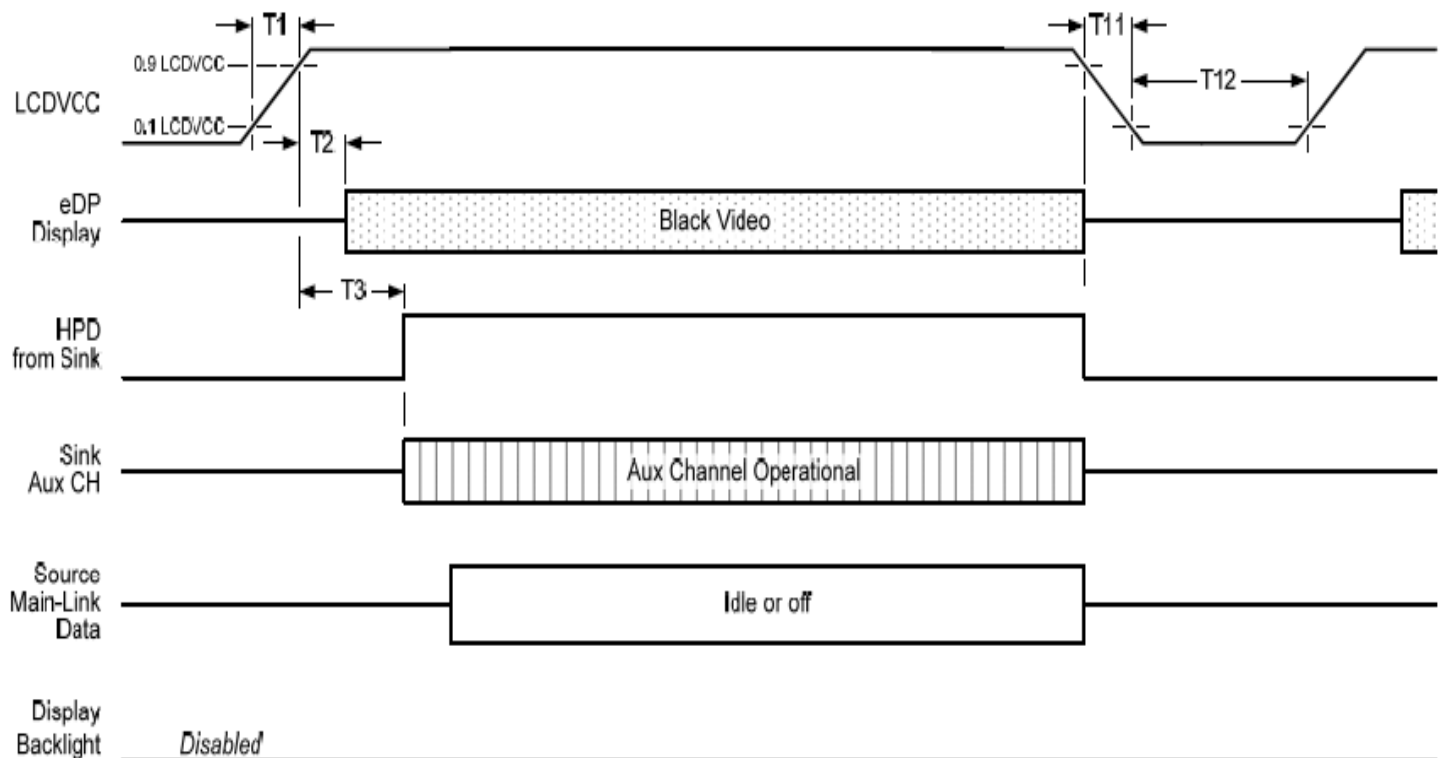 T1
T11
0.9 LCDVCC
T12
LCDVCC
0.1 LCDVCC
T2
eDP
Display
Black Video
T3
HPD
from Sink
Sink
Aux CH
Aux Channel Operational
Source
Main-Link
Data
Idle or off
Display
Backlight
Disabled